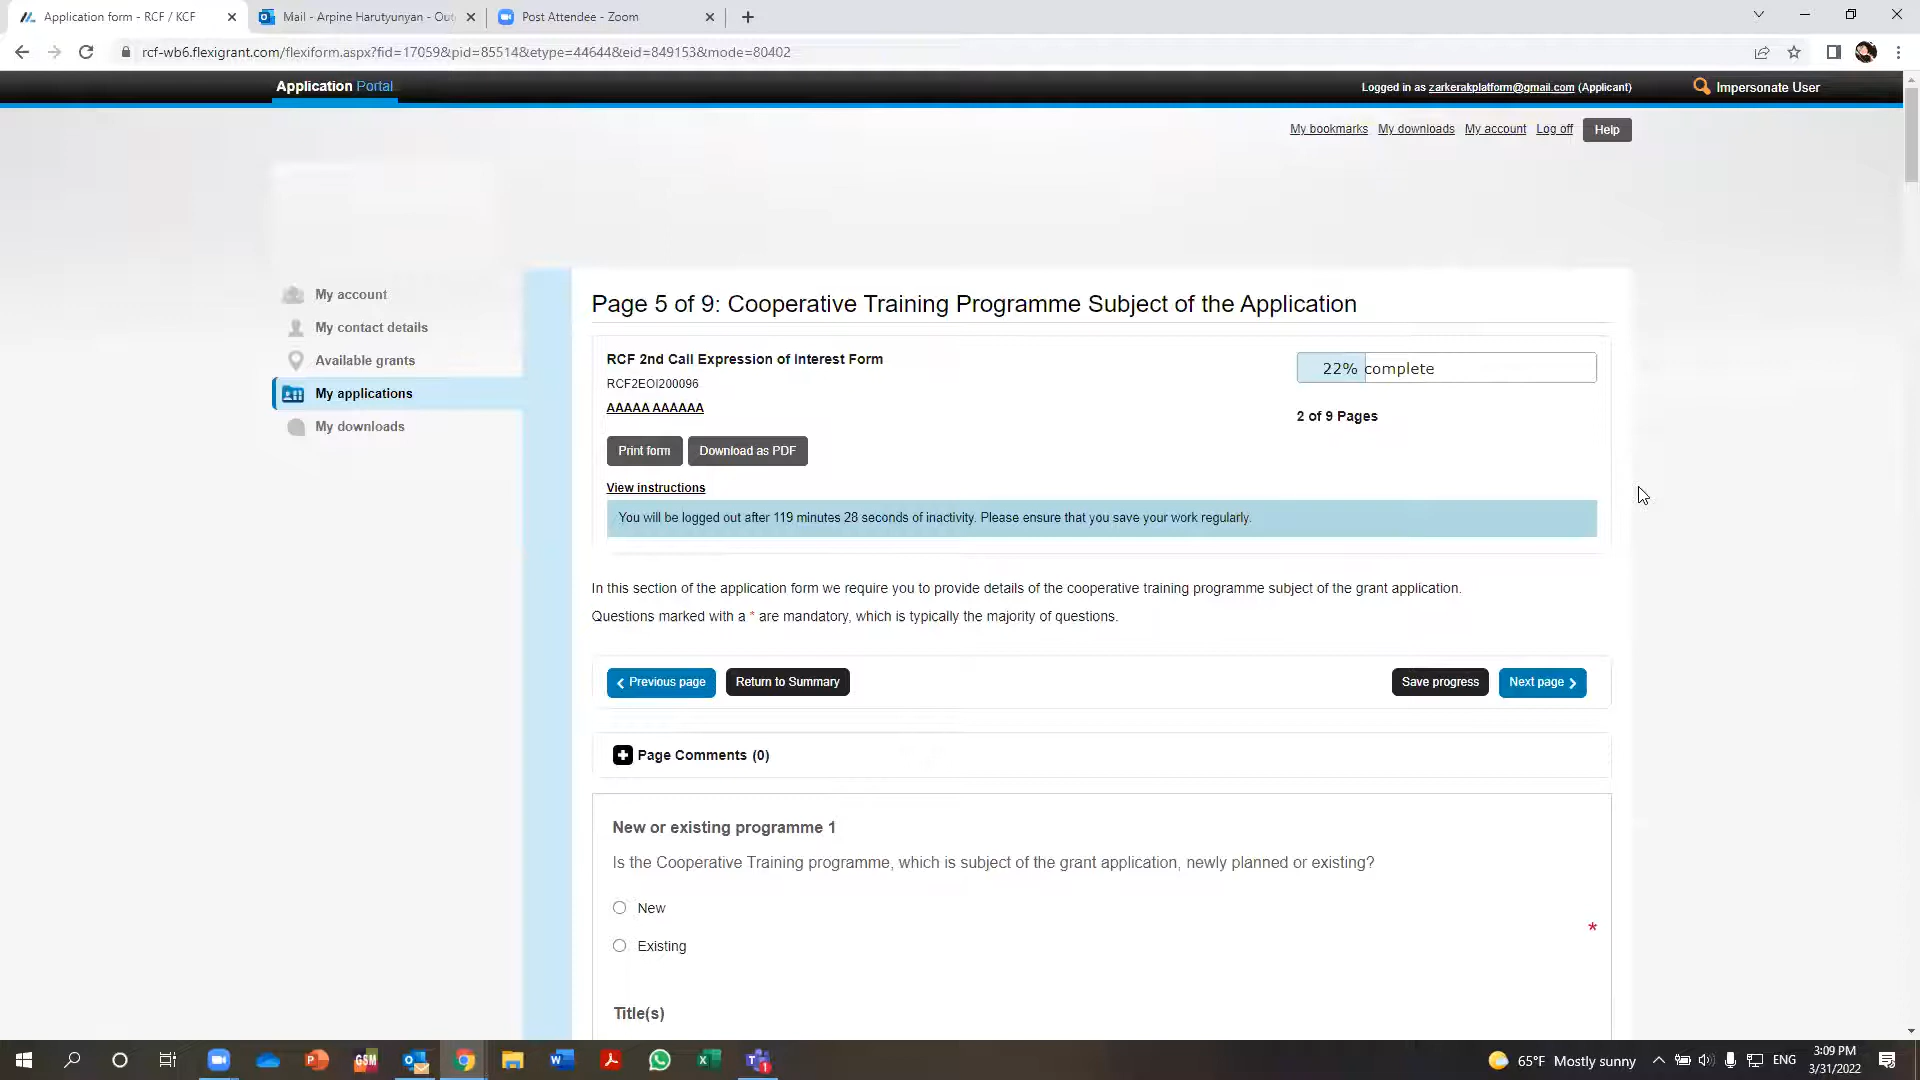 Application form - RCF / KCF
Mail - Arpine Harutyunyan - Out
Post Attendee - Zoom
rcf-wb6.flexigrant.com/flexiform.aspx?fid=17059&pid=85514&etype=44644&eid=849153&mode=80402
Application Portal
Logged in as zarkerakplatform@gmail.com (Applicant)
Impersonate User
My bookmarks My downloads My account Log off Help
My account
My contact details
Available grants
My applications
My downloads
Page 5 of 9: Cooperative Training Programme Subject of the Application
RCF 2nd Call Expression of Interest Form
RCF2EOI200096
AAAAA AAAAAA
22% complete
2 of 9 Pages
Print form
Download as PDF
View instructions
You will be logged out after 119 minutes 28 seconds of inactivity. Please ensure that you save your work regularly.
In this section of the application form we require you to provide details of the cooperative training programme subject of the grant application.
Questions marked with a * are mandatory, which is typically the majority of questions.
Previous page
Return to Summary
Save progress
Next page
Page Comments (0)
New or existing programme 1
Is the Cooperative Training programme, which is subject of the grant application, newly planned or existing?
New
*
Existing
Title(s)
GSM
65°F Mostly sunny
ENG
3:09 PM
3/31/2022